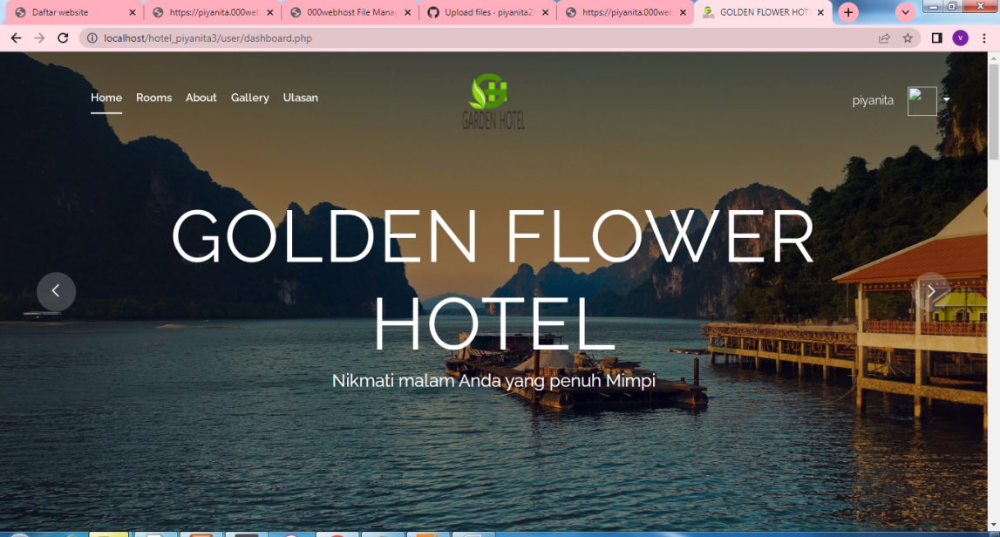 Daftar website
https://piyanita.000web
000webhost File Manag
Upload files · piyanita2
https://piyanita.000web
GOLDEN FLOWER HOT
localhost/hotel_piyanita3/user/dashboard.php
V
Home Rooms About Gallery Ulasan
GARDEN HOTEL
piyanita
GOLDEN FLOWER
HOTEL
Nikmati malam Anda yang penuh Mimpi